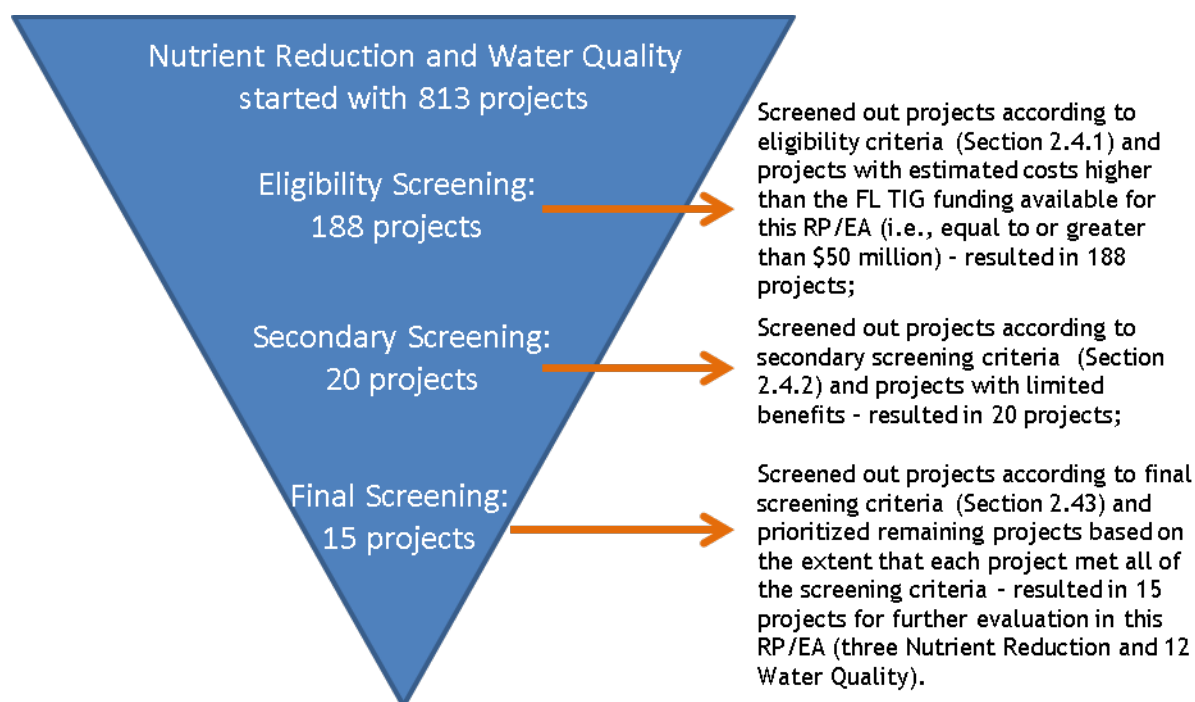 Nutrient Reduction and Water Quality
started with 813 projects
Eligibility Screening:
188 projects
Screened out projects according to
eligibility criteria (Section 2.4.1) and
projects with estimated costs higher
than the FL TIG funding available for
this RP/EA (i.e., equal to or greater
than $50 million) - resulted in 188
projects;
Secondary Screening:
20 projects
Screened out projects according to
secondary screening criteria (Section
2.4.2) and projects with limited
benefits - resulted in 20 projects;
Final Screening:
15 projects
Screened out projects according to final
screening criteria (Section 2.43) and
prioritized remaining projects based on
the extent that each project met all of
the screening criteria - resulted in 15
projects for further evaluation in this
RP/EA (three Nutrient Reduction and 12
Water Quality).